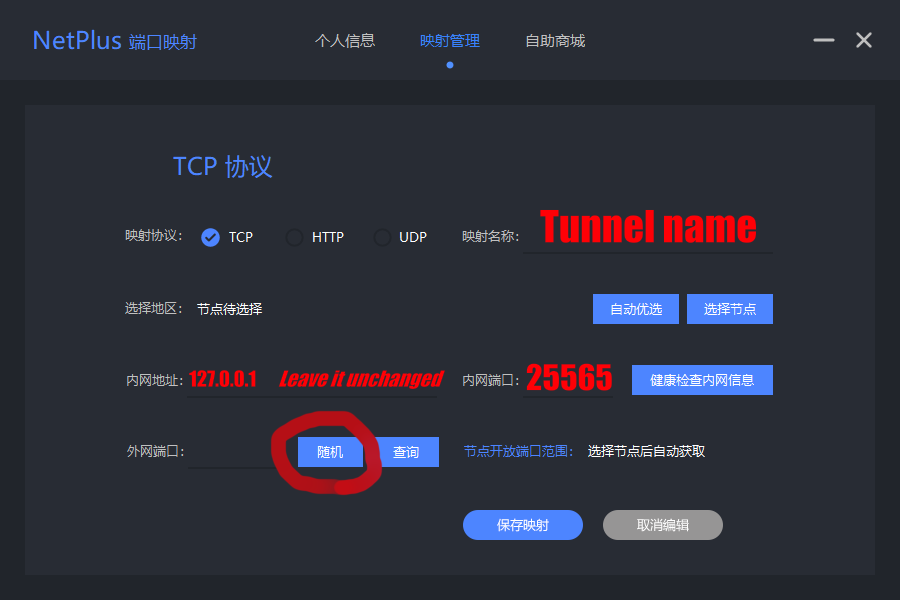 NetPlus 端口映射
个人信息 映射管理 自助商城
TCP 协议
映射协议: TCP HTTP UDP 映射名称: Tunnel name
选择地区: 节点待选择 自动优选 选择节点
内网地址: 127.0.0.1 Leave it unchanged 内网端口: 25565 健康检查内网信息
外网端口: 随机 查询 节点开放端口范围: 选择节点后自动获取
保存映射 取消编辑